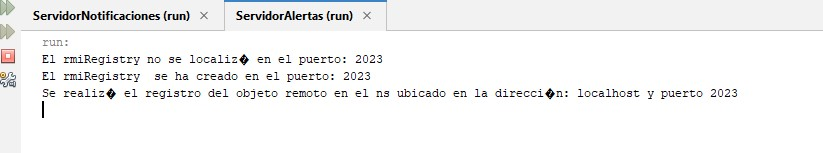 ServidorNotificaciones (run) × ServidorAlertas (run) ×
run:
El rmiRegistry no se localiz� en el puerto: 2023
El rmiRegistry  se ha creado en el puerto: 2023
Se realiz� el registro del objeto remoto en el ns ubicado en la direcci�n: localhost y puerto 2023